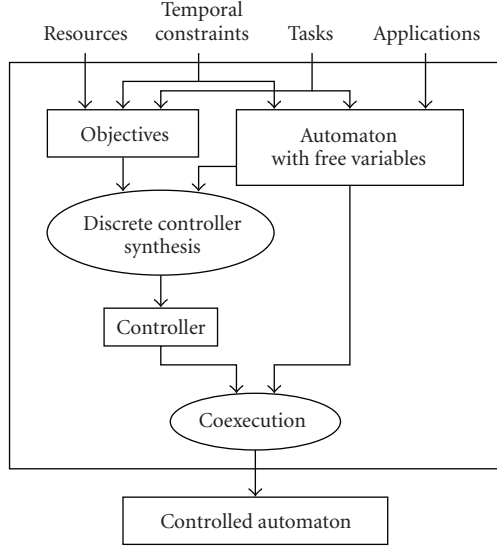 Resources
Temporal
constraints
Tasks
Applications
Objectives
Automaton
with free variables
Discrete controller
synthesis
Controller
Coexecution
Controlled automaton